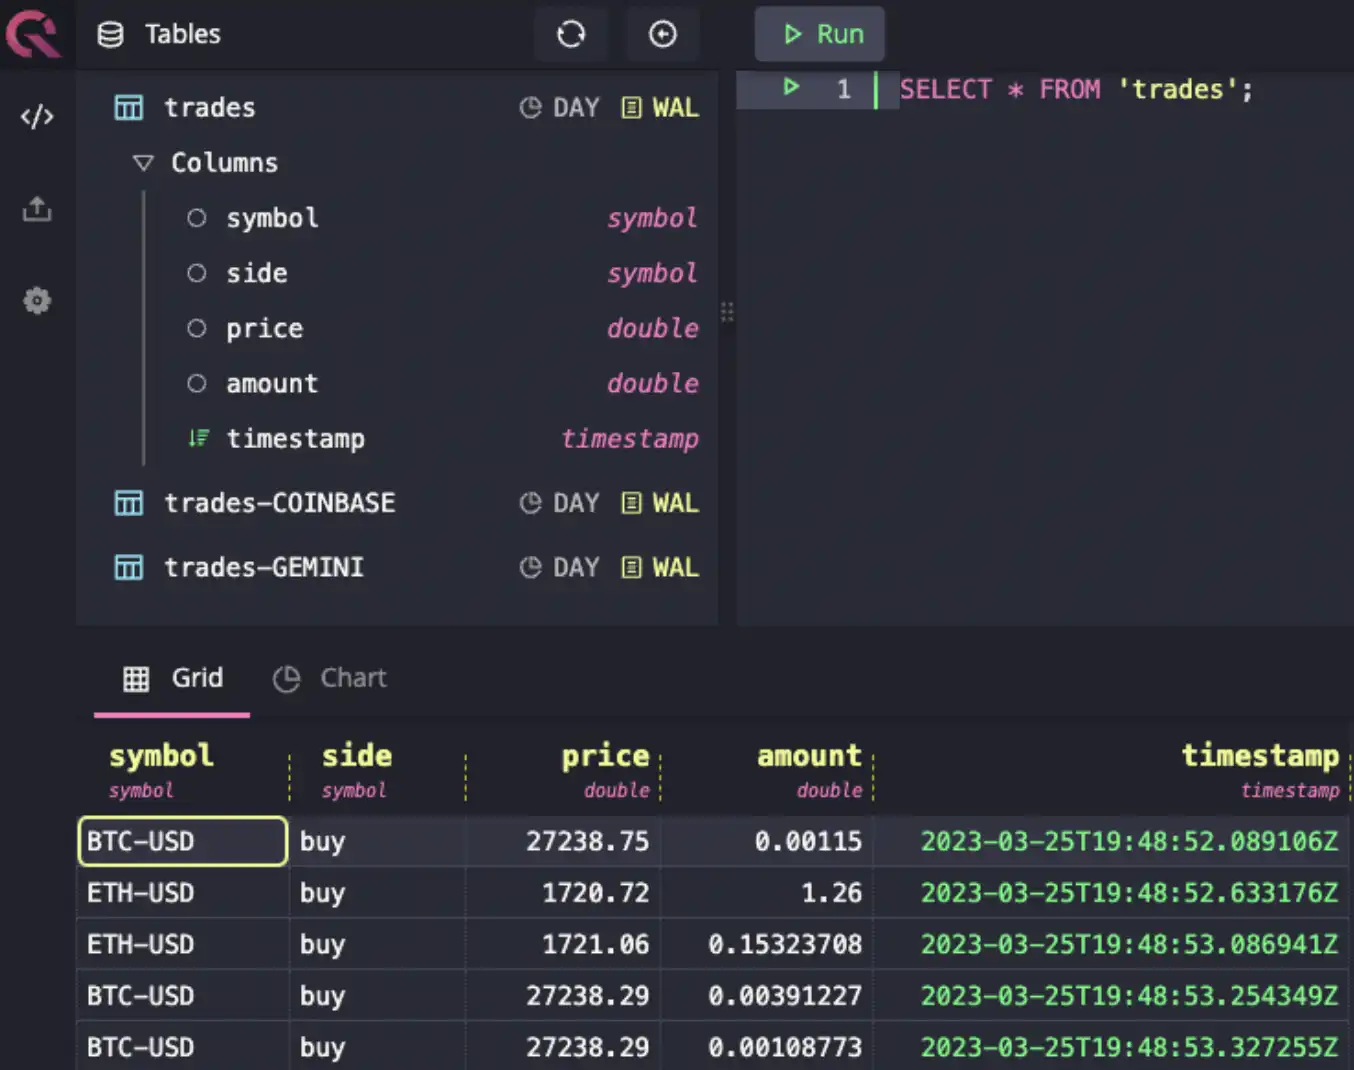 Tables
Run
trades DAY WAL
Columns
symbol symbol
side symbol
price double
amount double
timestamp timestamp
trades-COINBASE DAY WAL
trades-GEMINI DAY WAL
1 SELECT * FROM 'trades';
Grid Chart
symbol side price amount timestamp
symbol symbol double double timestamp
BTC-USD buy 27238.75 0.00115 2023-03-25T19:48:52.089106Z
ETH-USD buy 1720.72 1.26 2023-03-25T19:48:52.633176Z
ETH-USD buy 1721.06 0.15323708 2023-03-25T19:48:53.086941Z
BTC-USD buy 27238.29 0.00391227 2023-03-25T19:48:53.254349Z
BTC-USD buy 27238.29 0.00108773 2023-03-25T19:48:53.327255Z